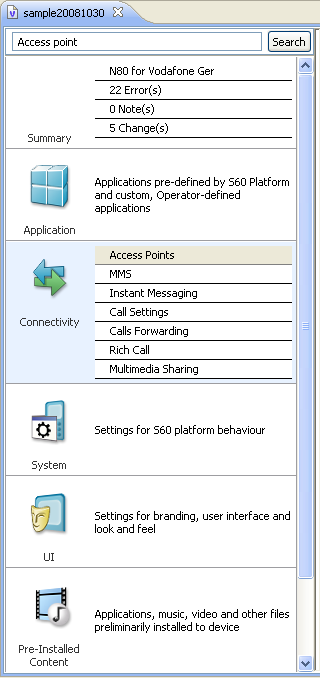 sample20081030
Access point
Search
N80 for Vodafone Ger
22 Error(s)
0 Note(s)
5 Change(s)
Summary
Applications pre-defined by S60 Platform
and custom, Operator-defined
applications
Application
Access Points
MMS
Instant Messaging
Call Settings
Calls Forwarding
Rich Call
Multimedia Sharing
Connectivity
Settings for S60 platform behaviour
System
Settings for branding, user interface and
look and feel
UI
Applications, music, video and other files
preliminarily installed to device
Pre-Installed
Content